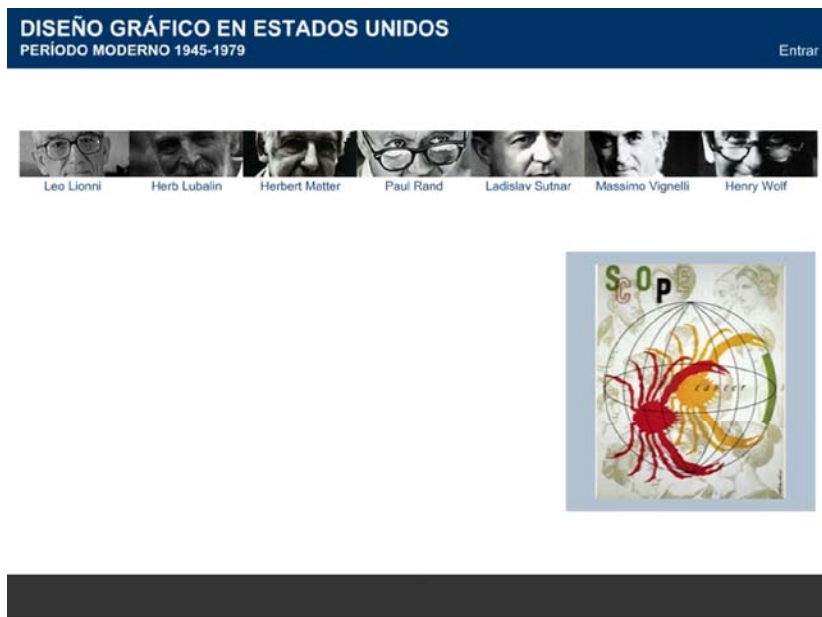 DISEÑO GRÁFICO EN ESTADOS UNIDOS
PERÍODO MODERNO 1945-1979
Entrar
Leo Lionni Herb Lubalin Herbert Matter Paul Rand Ladislav Sutnar Massimo Vignelli Henry Wolf
SCOPE
cancer